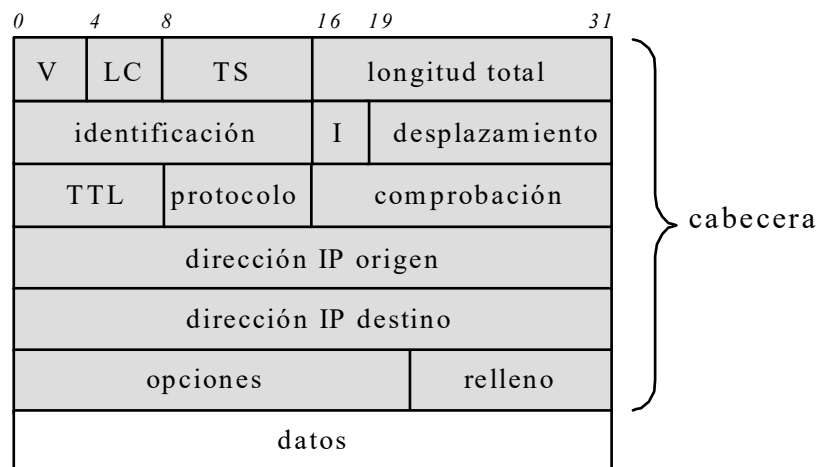 0 4 8 16 19 31
V LC TS longitud total
identificación I desplazamiento
TTL protocolo comprobación
cabecera
dirección IP origen
dirección IP destino
opciones relleno
datos